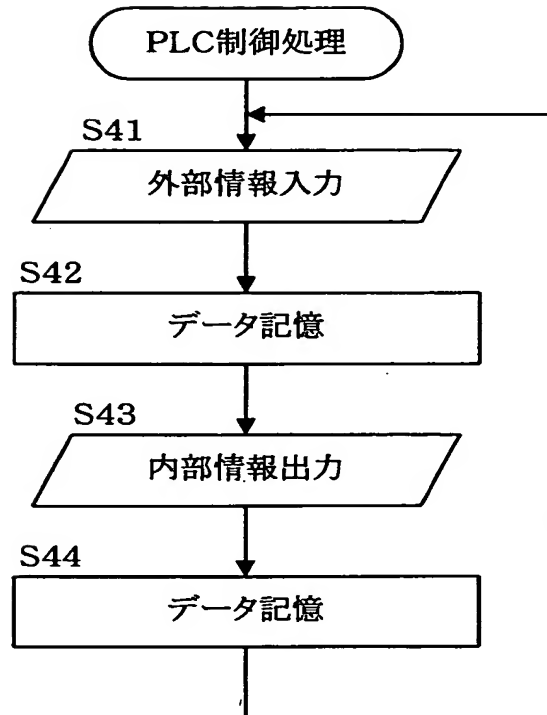 PLC制御処理
S41
外部情報入力
S42
データ記憶
S43
内部情報出力
S44
データ記憶